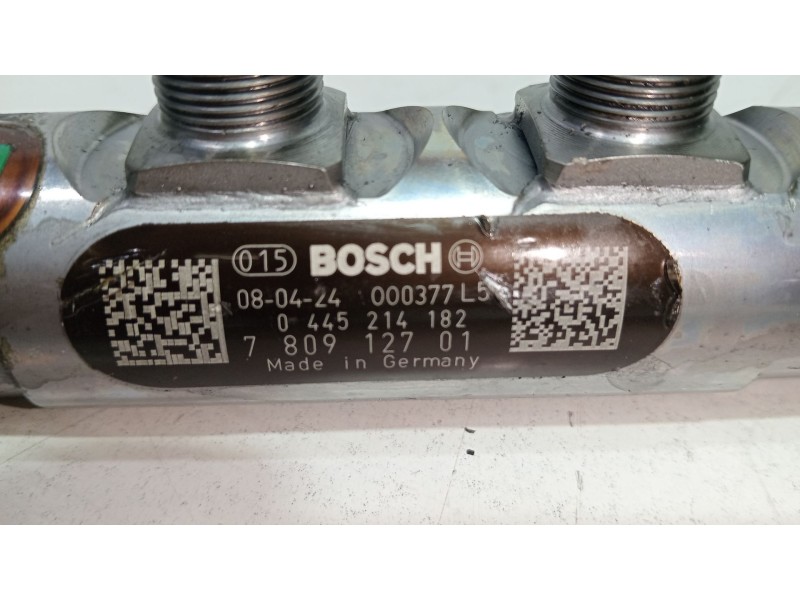 015 BOSCH
08-04-24 000377 L5
0 445 214 182
7 809 127 01
Made in Germany